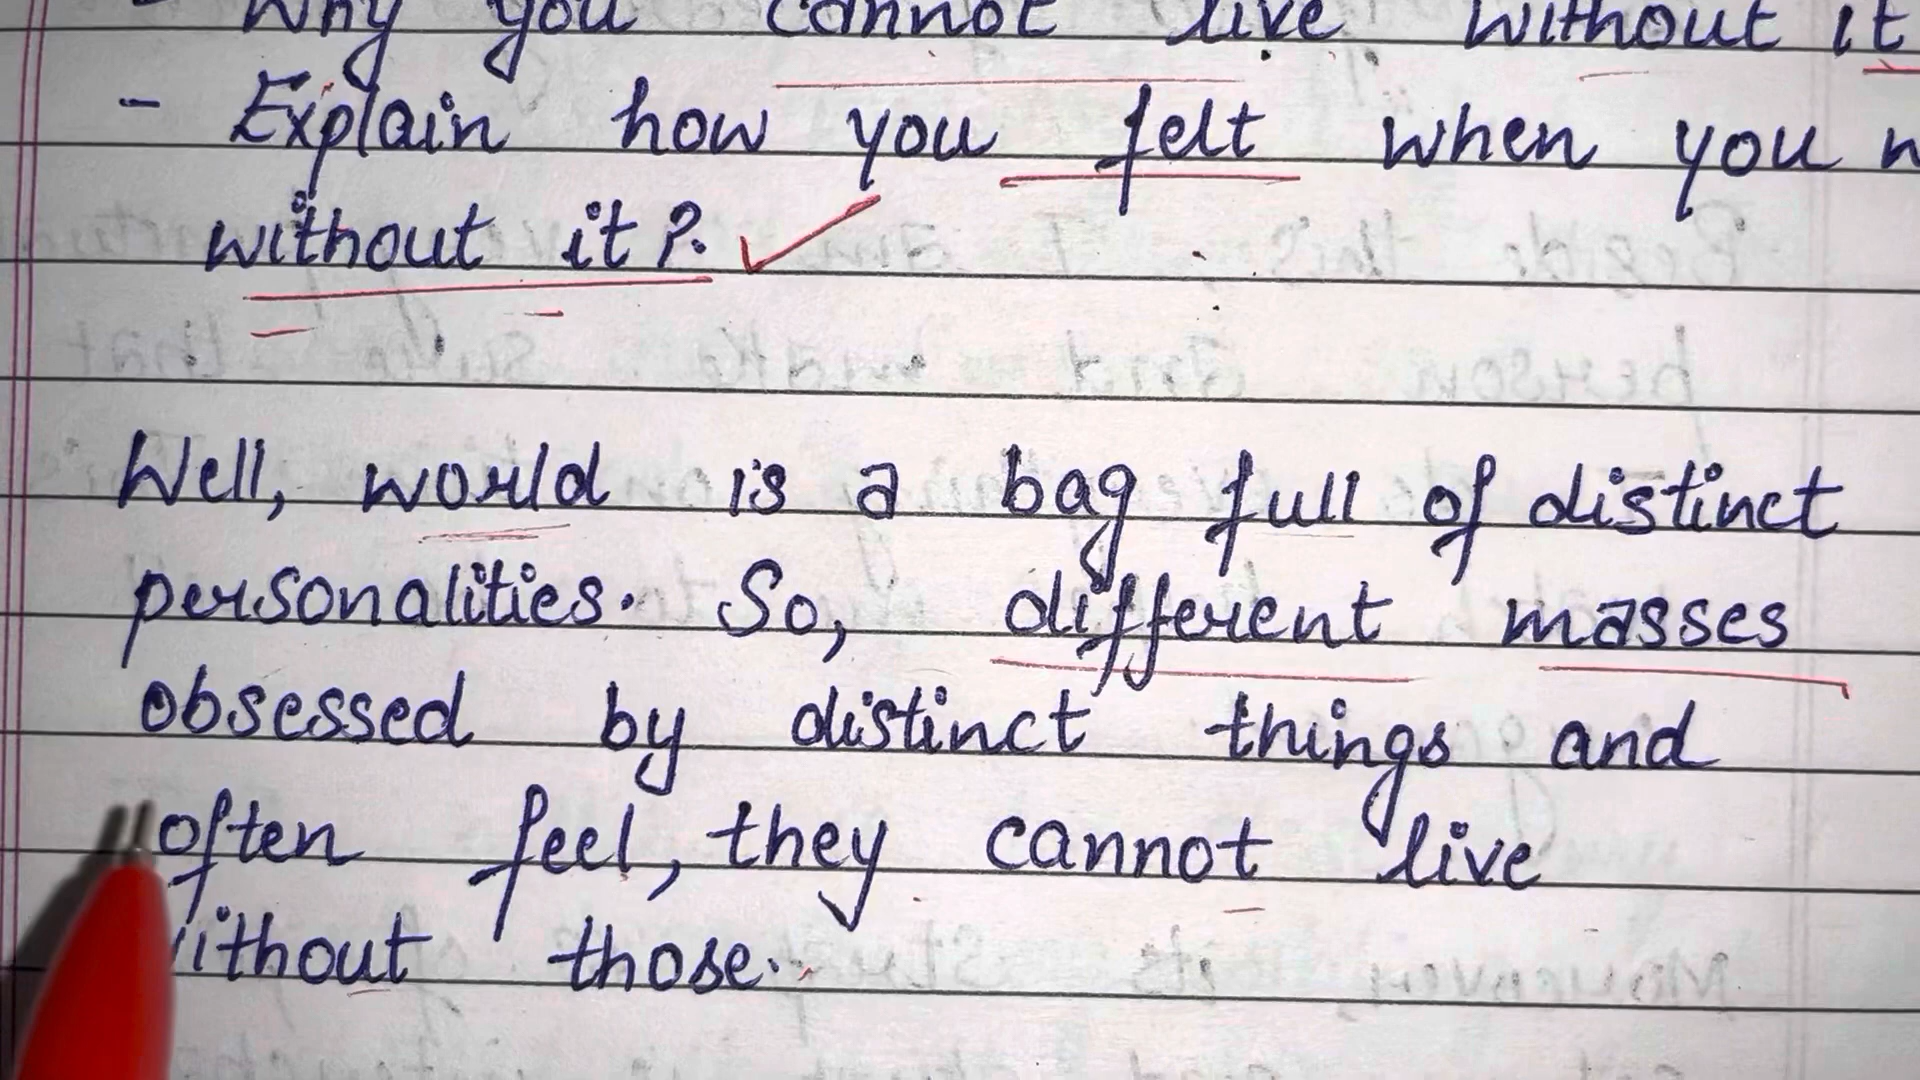 - Why you cannot live without it
- Explain how you felt when you
without it?
Well, world is a bag full of distinct
personalities. So, different masses
obsessed by distinct things and
often feel, they cannot live
without those.